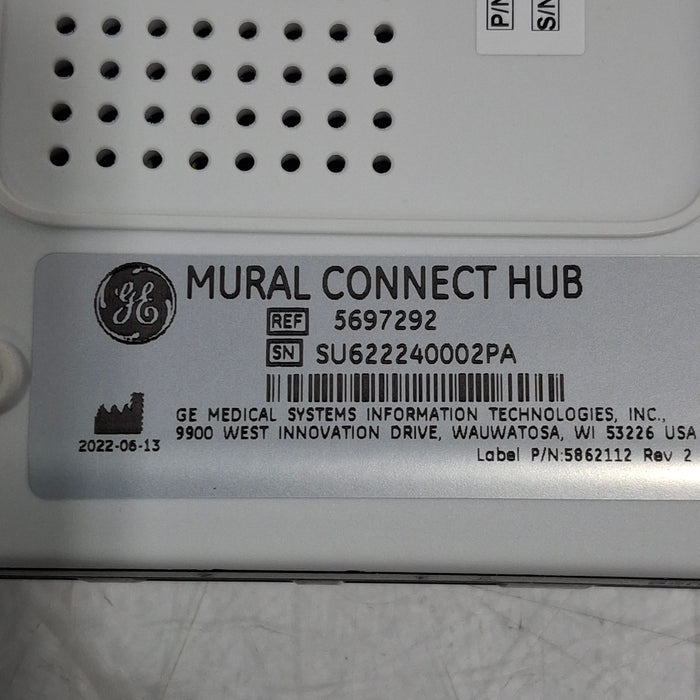 P/N
S/N
GE
MURAL CONNECT HUB
REF 5697292
SN SU622240002PA
GE MEDICAL SYSTEMS INFORMATION TECHNOLOGIES, INC.,
9900 WEST INNOVATION DRIVE, WAUWATOSA, WI 53226 USA
2022-06-13
Label P/N:5862112 Rev 2